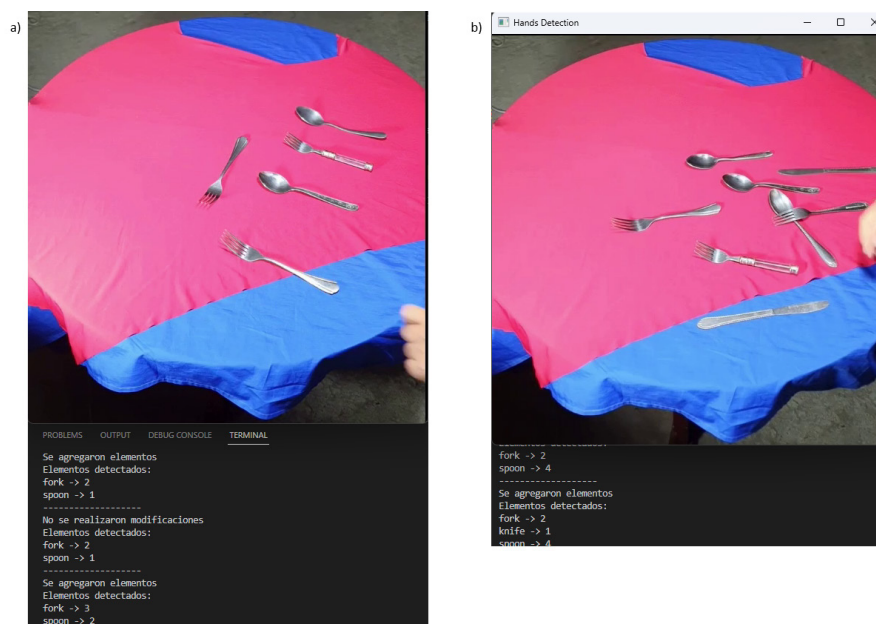 a)
PROBLEMS OUTPUT DEBUG CONSOLE TERMINAL
Se agregaron elementos
Elementos detectados:
fork -> 2
spoon -> 1
-------------------
No se realizaron modificaciones
Elementos detectados:
fork -> 2
spoon -> 1
-------------------
Se agregaron elementos
Elementos detectados:
fork -> 3
spoon -> 2
b)
Hands Detection
Elementos detectados:
fork -> 2
spoon -> 4
-------------------
Se agregaron elementos
Elementos detectados:
fork -> 2
knife -> 1
spoon -> 4